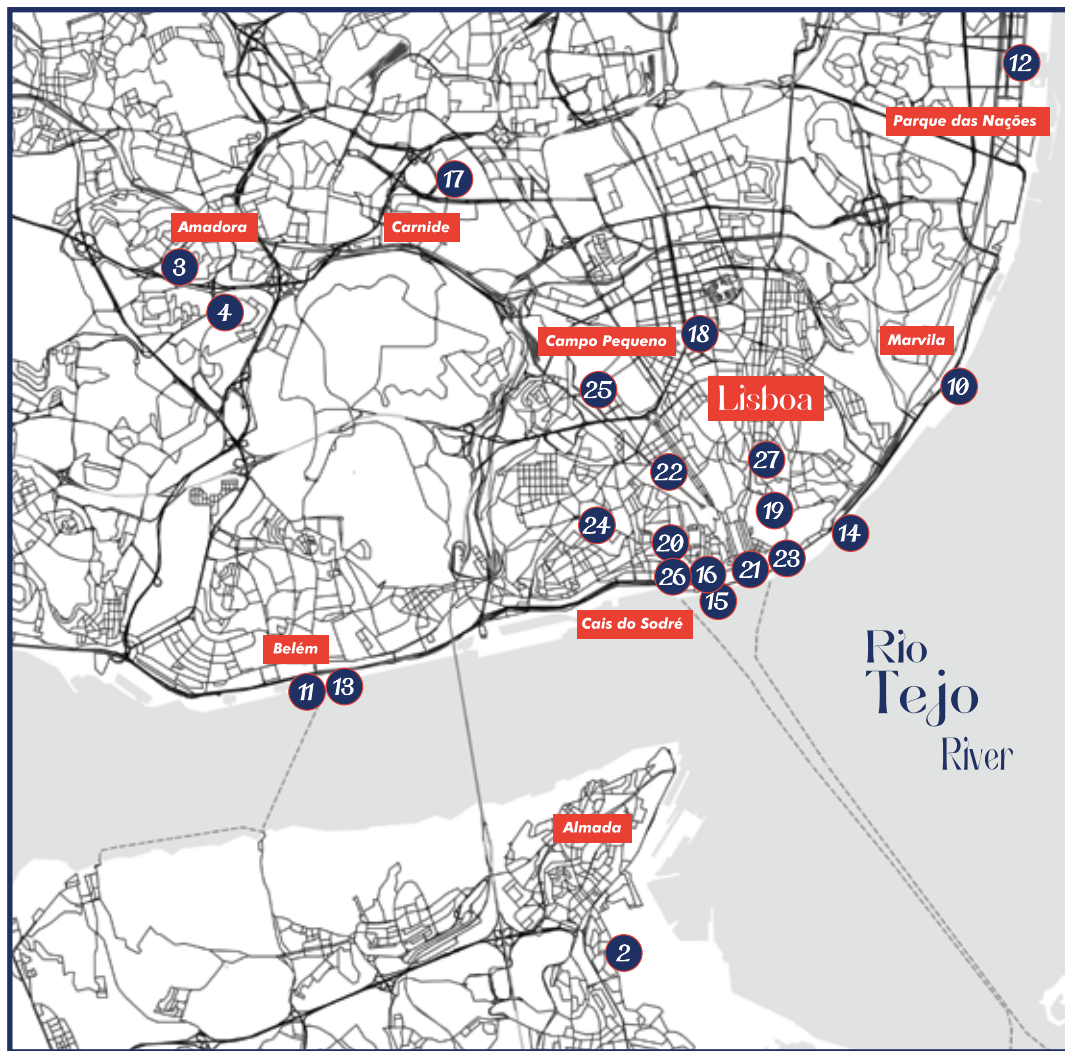 12
Parque das Nações
17
Amadora
Carnide
3
4
Campo Pequeno
18
Marvila
25
Lisboa
10
27
22
19
24
14
20
23
26
16
21
15
Cais do Sodré
Belém
11
13
Rio
Tejo
River
Almada
2